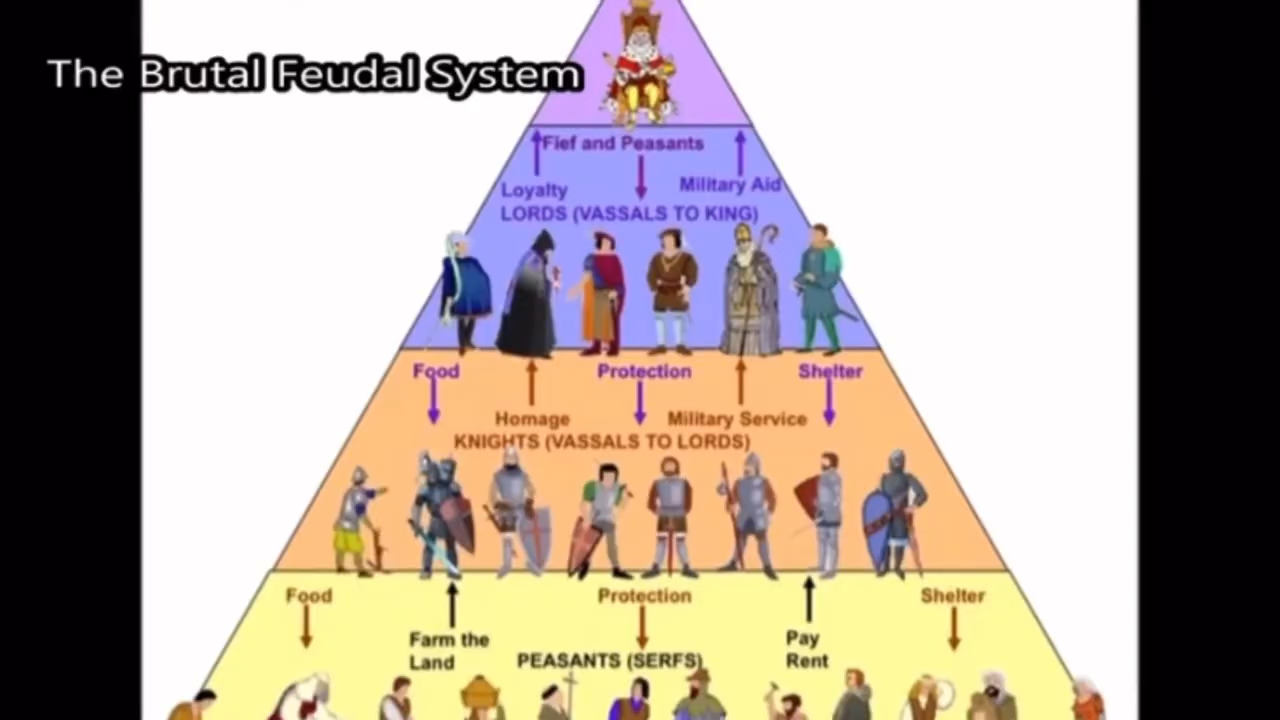 The Brutal Feudal System
Fief and Peasants
Loyalty
Military Aid
LORDS (VASSALS TO KING)
Food
Protection
Shelter
Homage
Military Service
KNIGHTS (VASSALS TO LORDS)
Food
Protection
Shelter
Farm the
Land
Pay
Rent
PEASANTS (SERFS)